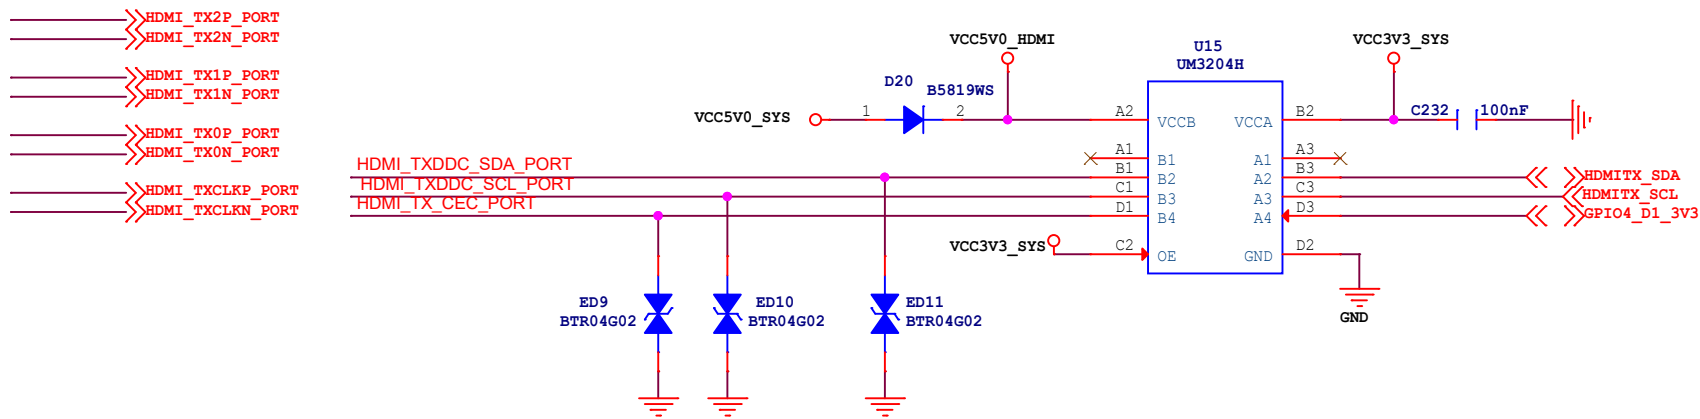 HDMI_TX2P_PORT
HDMI_TX2N_PORT
HDMI_TX1P_PORT
HDMI_TX1N_PORT
HDMI_TX0P_PORT
HDMI_TX0N_PORT
HDMI_TXCLKP_PORT
HDMI_TXCLKN_PORT
HDMI_TXDDC_SDA_PORT
HDMI_TXDDC_SCL_PORT
HDMI_TX_CEC_PORT
VCC5V0_SYS
1
D20
B5819WS
2
VCC5V0_HDMI
U15
UM3204H
VCC3V3_SYS
A2
VCCB
VCCA
B2
C232
100nF
A1
B1
A1
A3
B1
B2
A2
B3
HDMITX_SDA
C1
B3
A3
C3
HDMITX_SCL
D1
B4
A4
D3
GPIO4_D1_3V3
VCC3V3_SYS
C2
OE
GND
D2
GND
ED9
BTR04G02
ED10
BTR04G02
ED11
BTR04G02